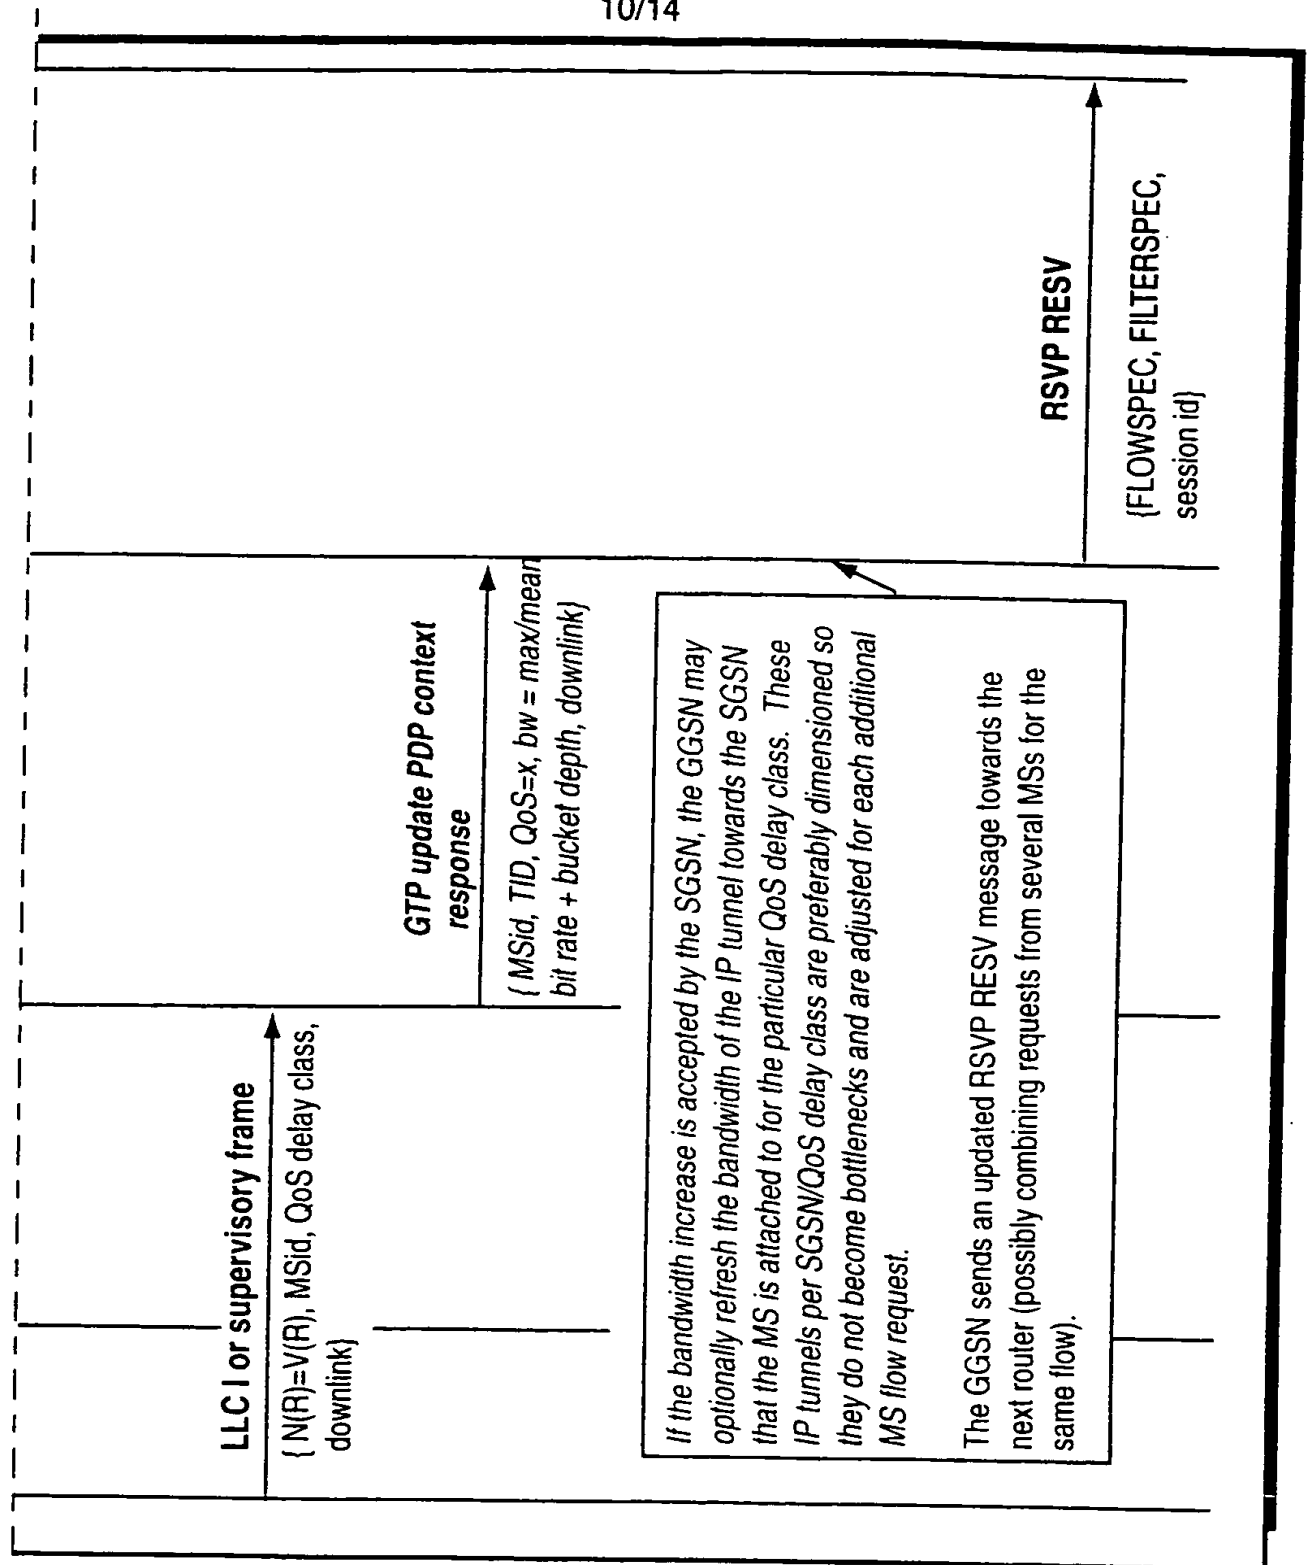 10/14
LLC I or supervisory frame
{ N(R)=V(R), MSid, QoS delay class,
downlink}
GTP update PDP context
response
{ MSid, TID, QoS=x, bw = max/mean
bit rate + bucket depth, downlink}
If the bandwidth increase is accepted by the SGSN, the GGSN may
optionally refresh the bandwidth of the IP tunnel towards the SGSN
that the MS is attached to for the particular QoS delay class. These
IP tunnels per SGSN/QoS delay class are preferably dimensioned so
they do not become bottlenecks and are adjusted for each additional
MS flow request.
The GGSN sends an updated RSVP RESV message towards the
next router (possibly combining requests from several MSs for the
same flow).
RSVP RESV
{FLOWSPEC, FILTERSPEC,
session id}